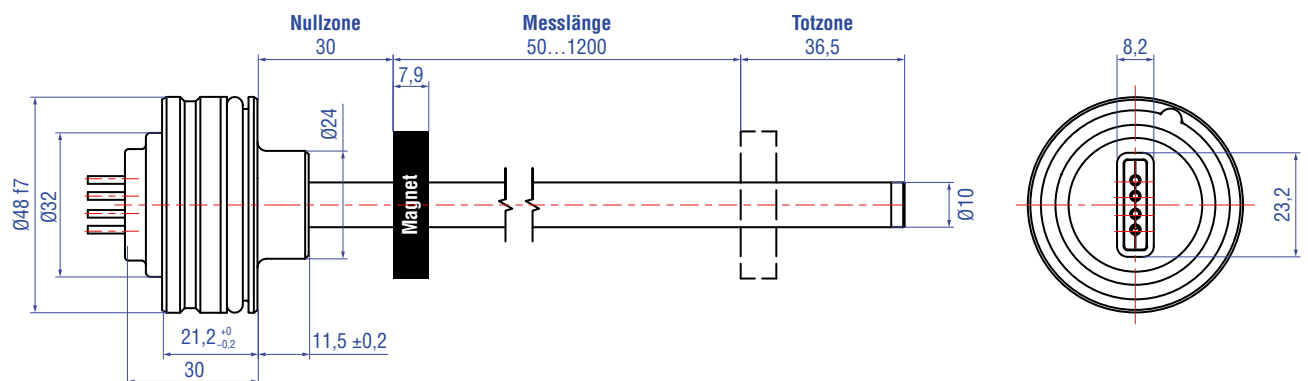 Nullzone
30
Messlänge
50…1200
Totzone
36,5
8,2
7,9
Ø24
Ø48 f7
Ø32
Magnet
Ø10
23,2
21,2 +0 -0,2
11,5 ±0,2
30